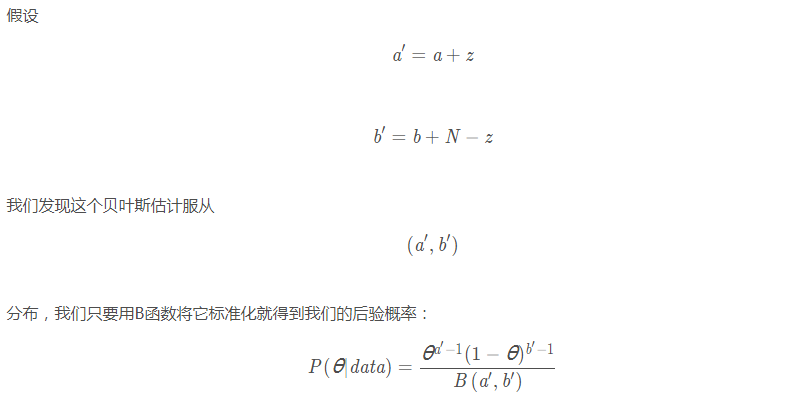 假设
a′ = a + z
b′ = b + N − z
我们发现这个贝叶斯估计服从
(a′, b′)
分布，我们只要用B函数将它标准化就得到我们的后验概率：
P(θ|data) = θ^{a′−1}(1 − θ)^{b′−1} / B(a′, b′)